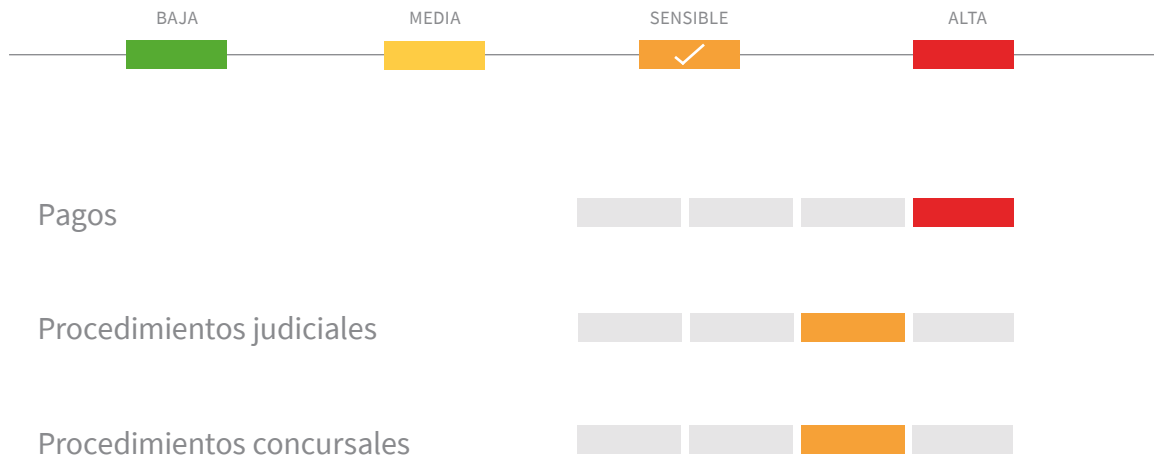 BAJA MEDIA SENSIBLE ALTA
Pagos
Procedimientos judiciales
Procedimientos concursales